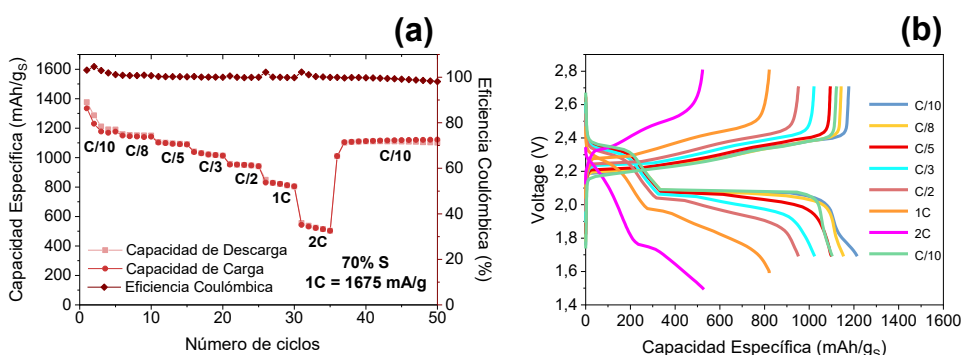 (a)
Capacidad Específica (mAh/gS)
1600
1400
1200
1000
800
600
400
200
0
C/10
C/8
C/5
C/3
C/2
1C
2C
C/10
Capacidad de Descarga
Capacidad de Carga
Eficiencia Coulómbica
70% S
1C = 1675 mA/g
100
80
60
40
20
0
Eficiencia Coulómbica (%)
0 10 20 30 40 50
Número de ciclos
(b)
Voltage (V)
2,8
2,6
2,4
2,2
2,0
1,8
1,6
1,4
C/10
C/8
C/5
C/3
C/2
1C
2C
C/10
0 200 400 600 800 1000 1200 1400 1600
Capacidad Específica (mAh/gS)